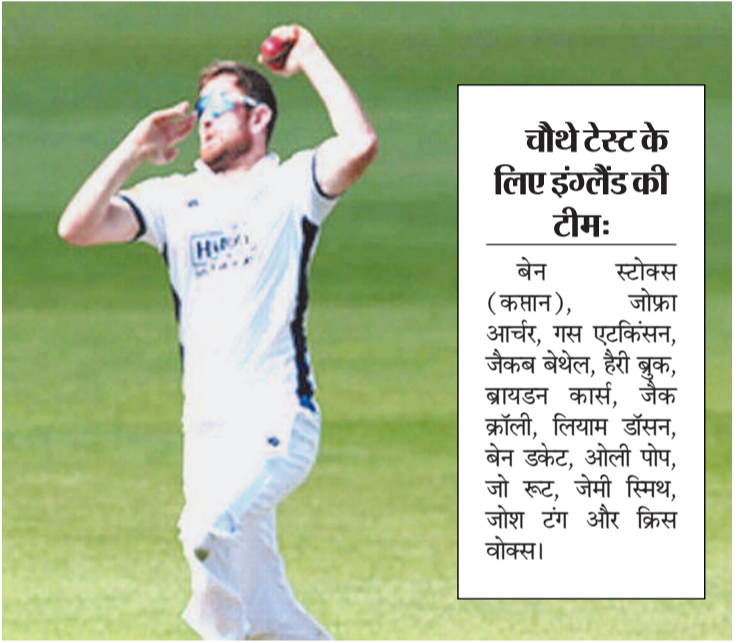 चौथे टेस्ट के
लिए इंग्लैंड की
टीमः
बेन स्टोक्स
(कप्तान), जोफ्रा
आर्चर, गस एटकिंसन,
जैकब बेथेल, हैरी ब्रुक,
ब्रायडन कार्स, जैक
क्रॉली, लियाम डॉसन,
बेन डकेट, ओली पोप,
जो रूट, जेमी स्मिथ,
जोश टंग और क्रिस
वोक्स।